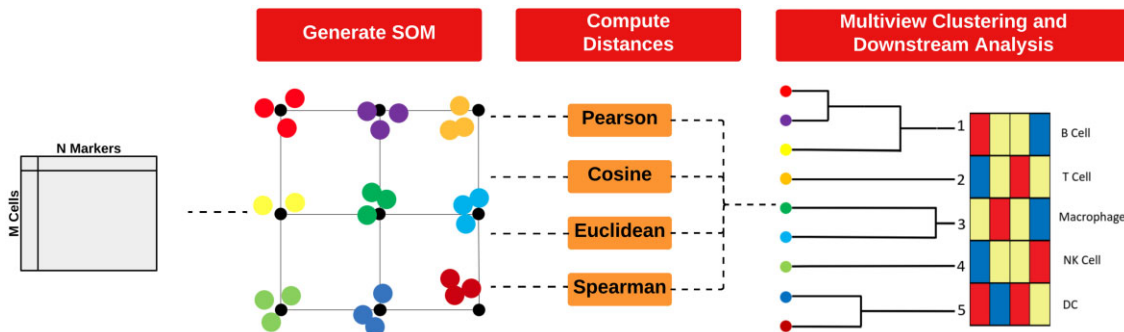 Generate SOM
Compute
Distances
Multiview Clustering and
Downstream Analysis
N Markers
M Cells
Pearson
Cosine
Euclidean
Spearman
1
B Cell
2
T Cell
3
Macrophage
4
NK Cell
5
DC